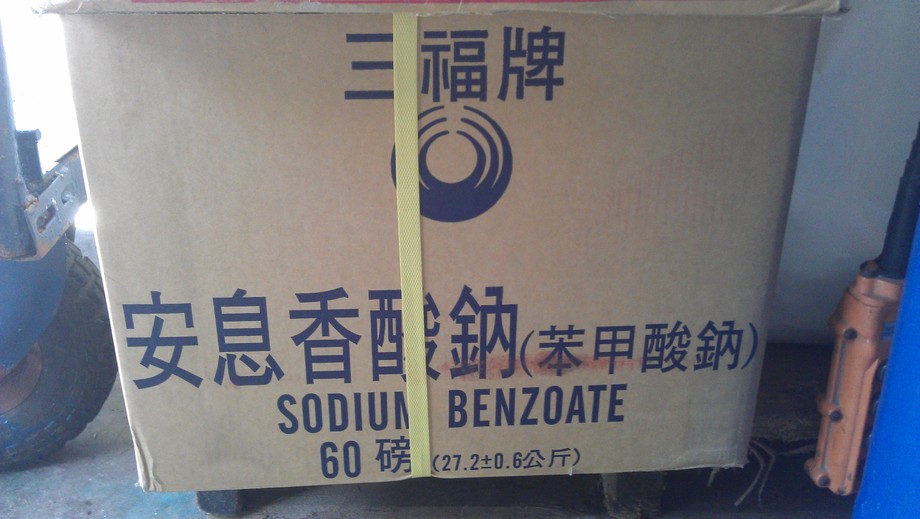 三福牌
安息香酸鈉(苯甲酸鈉)
SODIUM BENZOATE
60 磅 (27.2±0.6公斤)